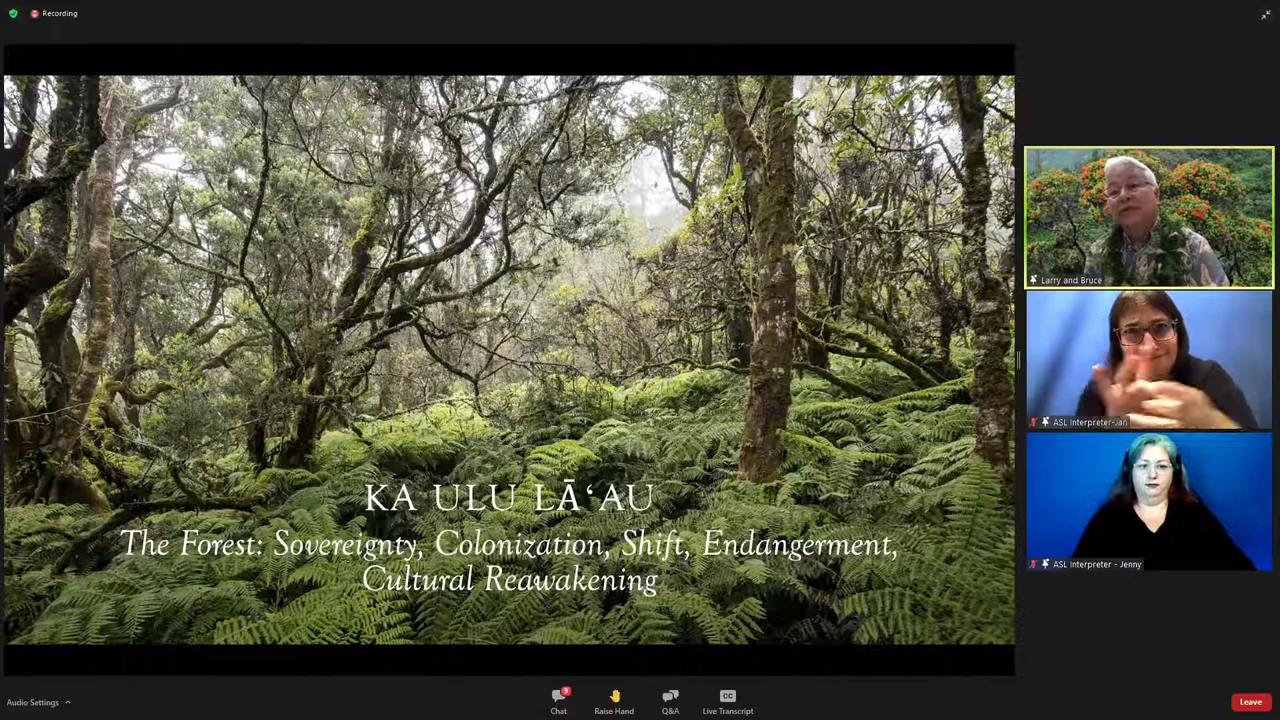 Recording
KA ULU LĀʻAU
The Forest: Sovereignty, Colonization, Shift, Endangerment,
Cultural Reawakening
Larry and Bruce
ASL Interpreter-Jan
ASL Interpreter - Jenny
Audio Settings
9
Chat
Raise Hand
Q&A
CC
Live Transcript
Leave